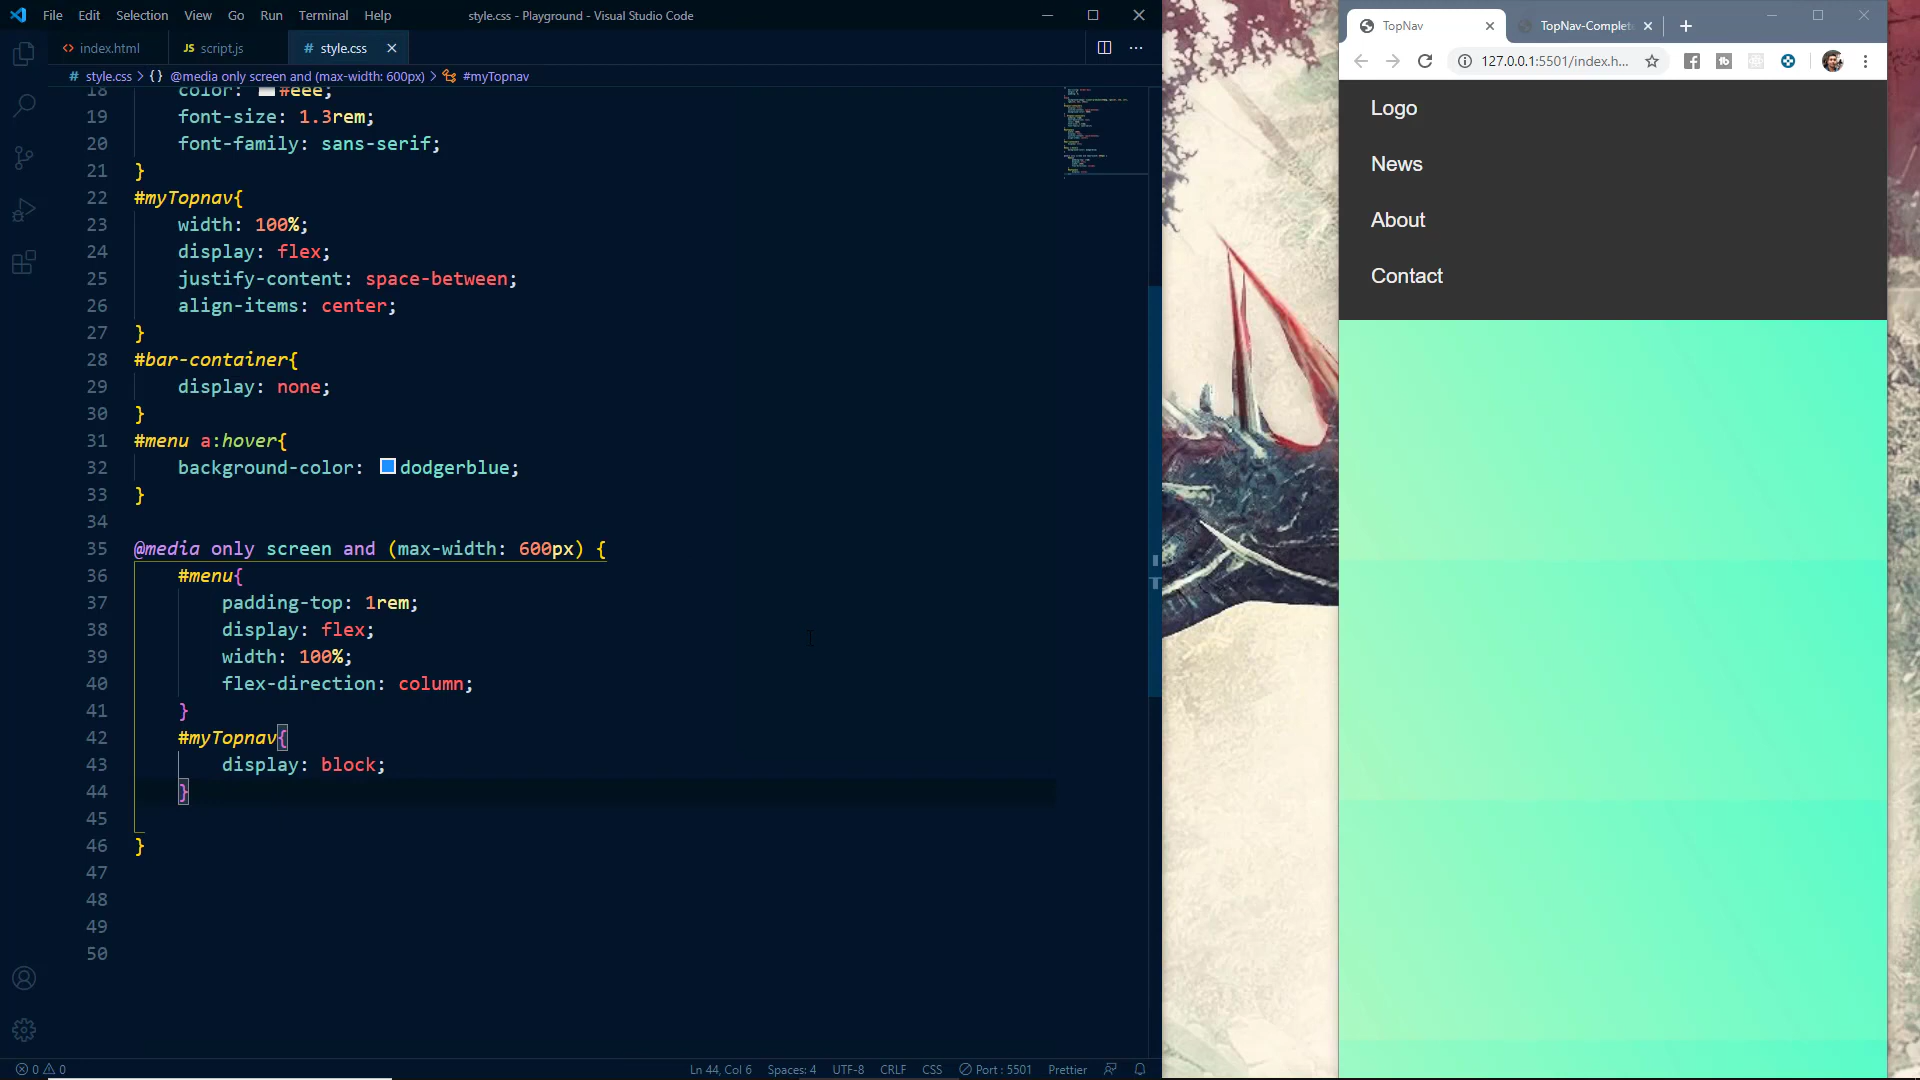 File Edit Selection View Go Run Terminal Help
style.css - Playground - Visual Studio Code
index.html
JS script.js
# style.css
# style.css > {} @media only screen and (max-width: 600px) > #myTopnav
18 color: #eee;
19 font-size: 1.3rem;
20 font-family: sans-serif;
21 }
22 #myTopnav{
23 width: 100%;
24 display: flex;
25 justify-content: space-between;
26 align-items: center;
27 }
28 #bar-container{
29 display: none;
30 }
31 #menu a:hover{
32 background-color: dodgerblue;
33 }
34
35 @media only screen and (max-width: 600px) {
36 #menu{
37 padding-top: 1rem;
38 display: flex;
39 width: 100%;
40 flex-direction: column;
41 }
42 #myTopnav{
43 display: block;
44 }
45
46 }
47
48
49
50
0 0
Ln 44, Col 6
Spaces: 4
UTF-8
CRLF
CSS
Port : 5501
Prettier
TopNav
TopNav-Complet
127.0.0.1:5501/index.h...
Logo
News
About
Contact